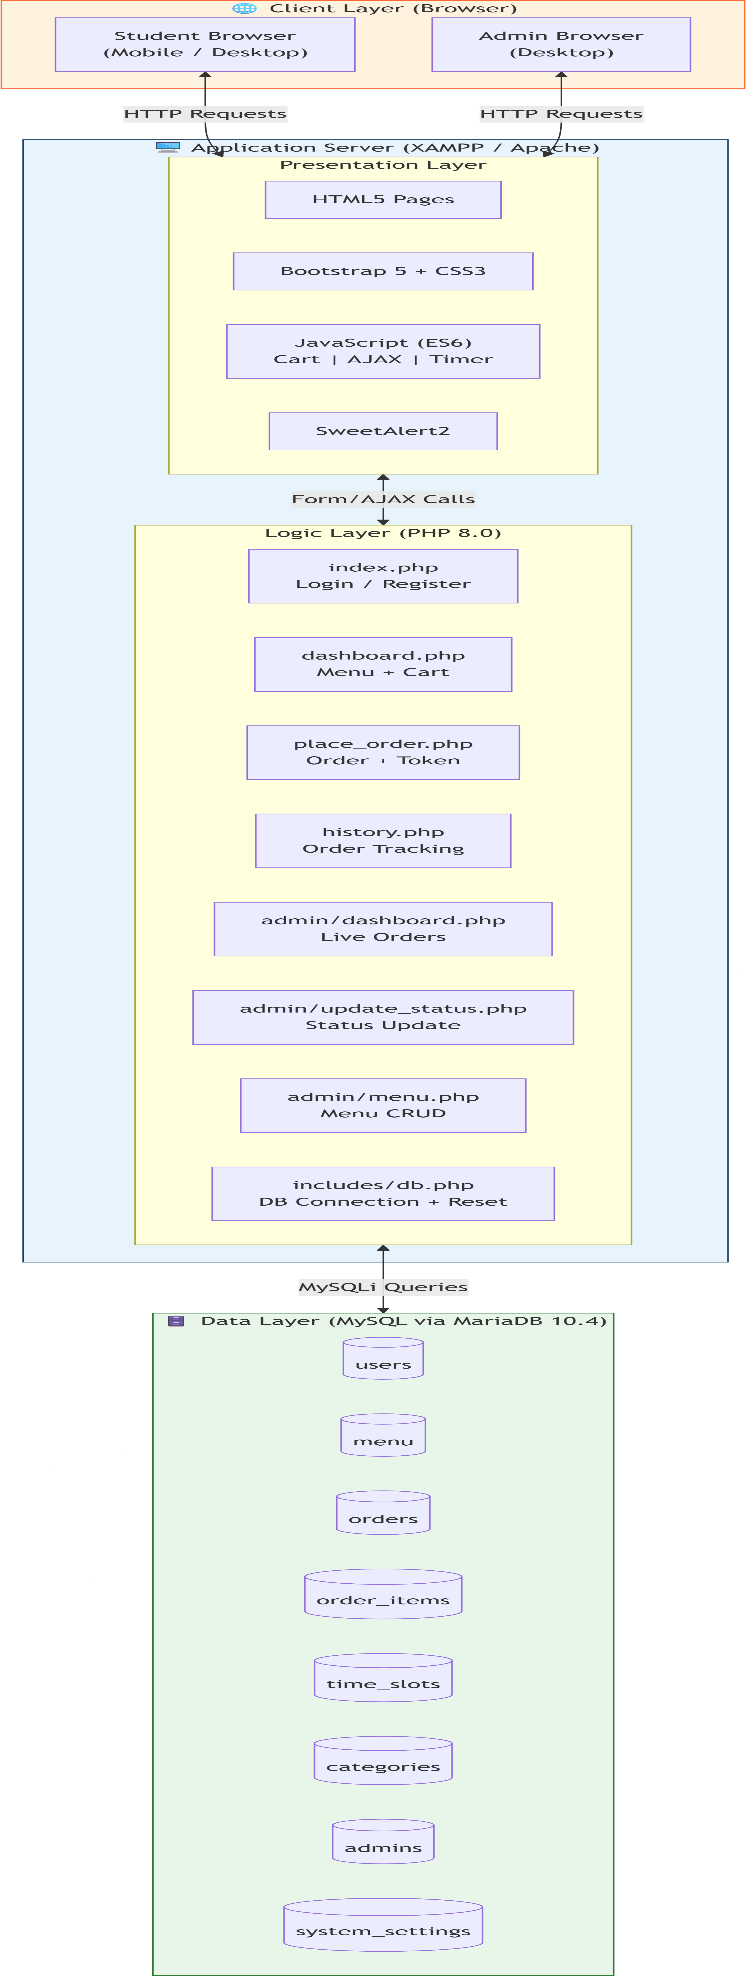 🌐 Client Layer (Browser)
Student Browser
(Mobile / Desktop)
Admin Browser
(Desktop)
HTTP Requests
HTTP Requests
💻 Application Server (XAMPP / Apache)
Presentation Layer
HTML5 Pages
Bootstrap 5 + CSS3
JavaScript (ES6)
Cart | AJAX | Timer
SweetAlert2
Form/AJAX Calls
Logic Layer (PHP 8.0)
index.php
Login / Register
dashboard.php
Menu + Cart
place_order.php
Order + Token
history.php
Order Tracking
admin/dashboard.php
Live Orders
admin/update_status.php
Status Update
admin/menu.php
Menu CRUD
includes/db.php
DB Connection + Reset
MySQLi Queries
🗄 Data Layer (MySQL via MariaDB 10.4)
users
menu
orders
order_items
time_slots
categories
admins
system_settings